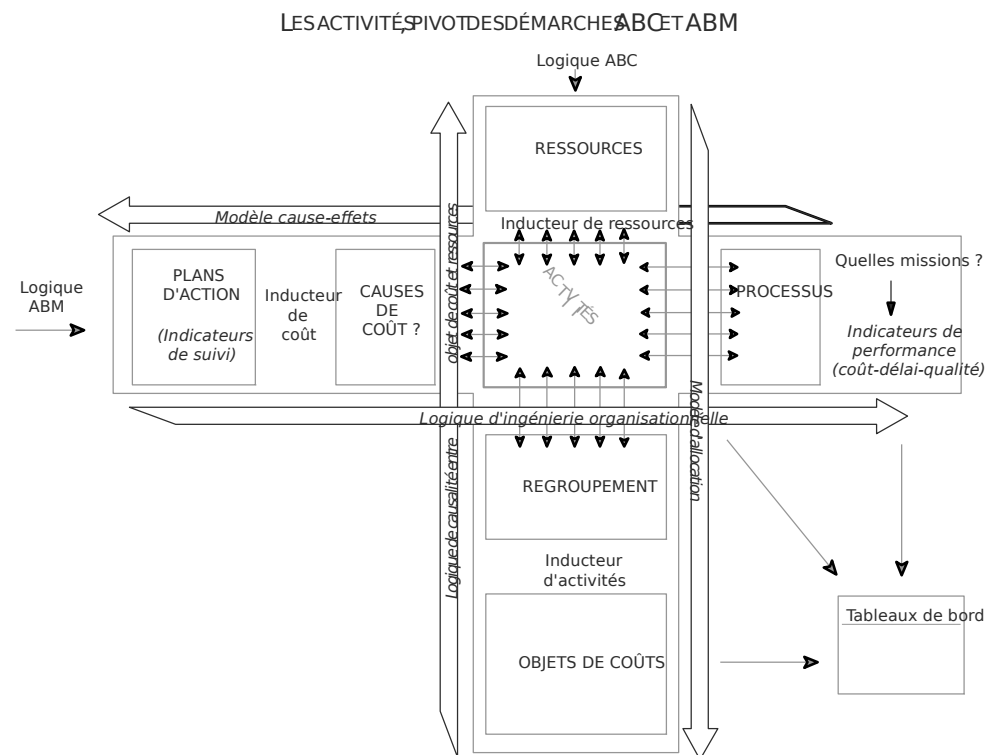 LES ACTIVITÉS, PIVOT DES DÉMARCHES ABC ET ABM
Logique ABC
RESSOURCES
Modèle cause-effets
Inducteur de ressources
Logique
ABM
PLANS
D'ACTION
(Indicateurs
de suivi)
Inducteur
de
coût
CAUSES
DE
COÛT ?
Logique de causalité entre
objet de coût et ressources
ACTIVITÉS
PROCESSUS
Quelles missions ?
Indicateurs de
performance
(coût-délai-qualité)
Modèle d'allocation
Logique d'ingénierie organisationnelle
REGROUPEMENT
Inducteur
d'activités
OBJETS DE COÛTS
Tableaux de bord